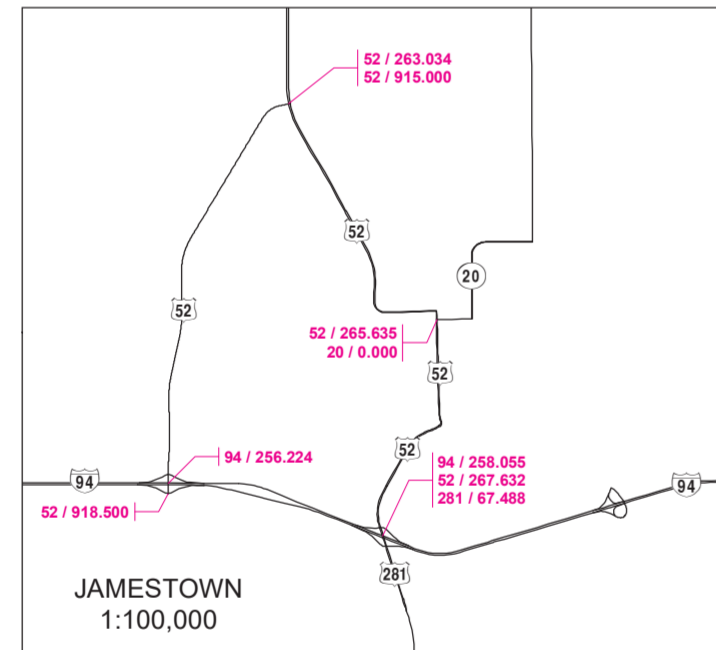 52 / 263.034
52 / 915.000
52
20
52
52 / 265.635
20 / 0.000
52
52
94 / 256.224
94 / 258.055
52 / 267.632
281 / 67.488
94
94
52 / 918.500
281
JAMESTOWN
1:100,000